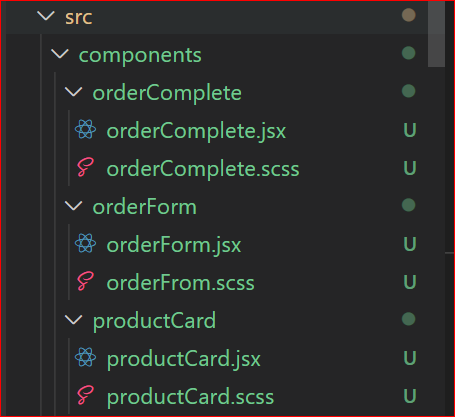 src
components
orderComplete
orderComplete.jsx U
orderComplete.scss U
orderForm
orderForm.jsx U
orderFrom.scss U
productCard
productCard.jsx U
productCard.scss U